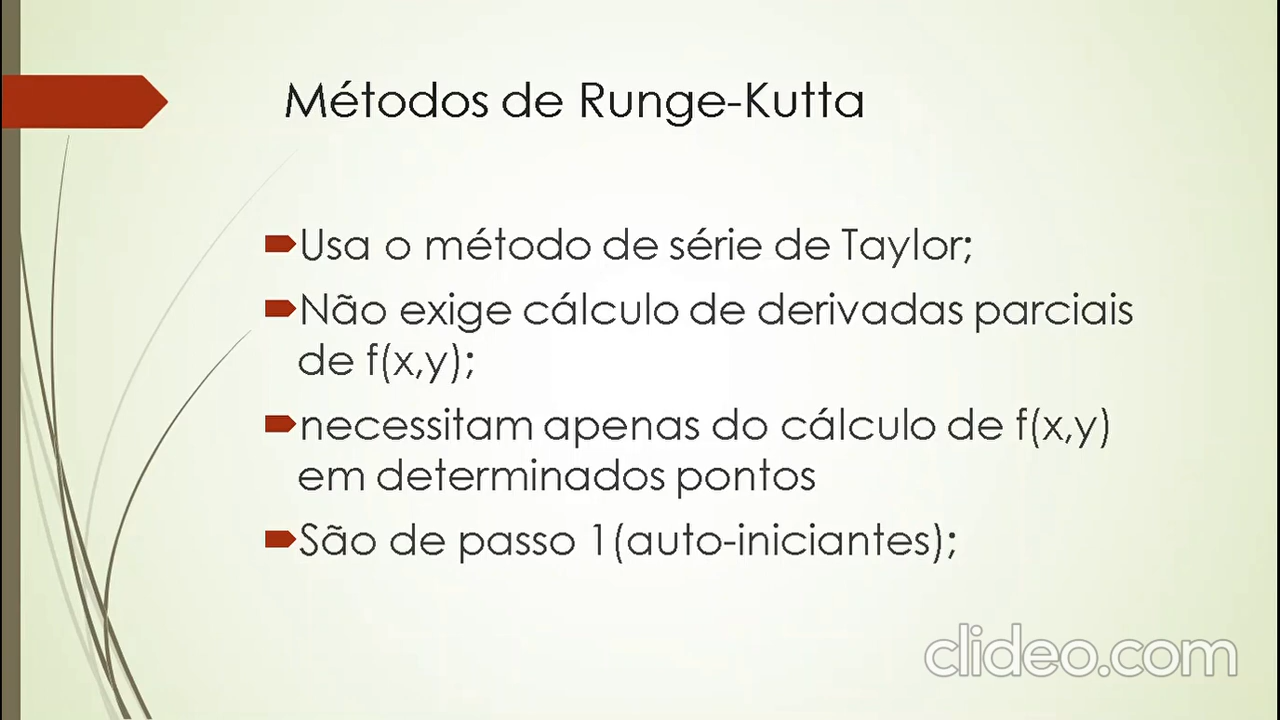 Métodos de Runge-Kutta
Usa o método de série de Taylor;
Não exige cálculo de derivadas parciais
de f(x,y);
necessitam apenas do cálculo de f(x,y)
em determinados pontos
São de passo 1(auto-iniciantes);
clideo.com